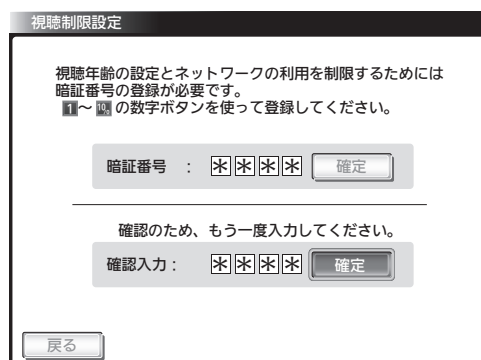 視聴制限設定
視聴年齢の設定とネットワークの利用を制限するためには
暗証番号の登録が必要です。
1～10の数字ボタンを使って登録してください。
暗証番号 : ＊＊＊＊ 確定
確認のため、もう一度入力してください。
確認入力 : ＊＊＊＊ 確定
戻る